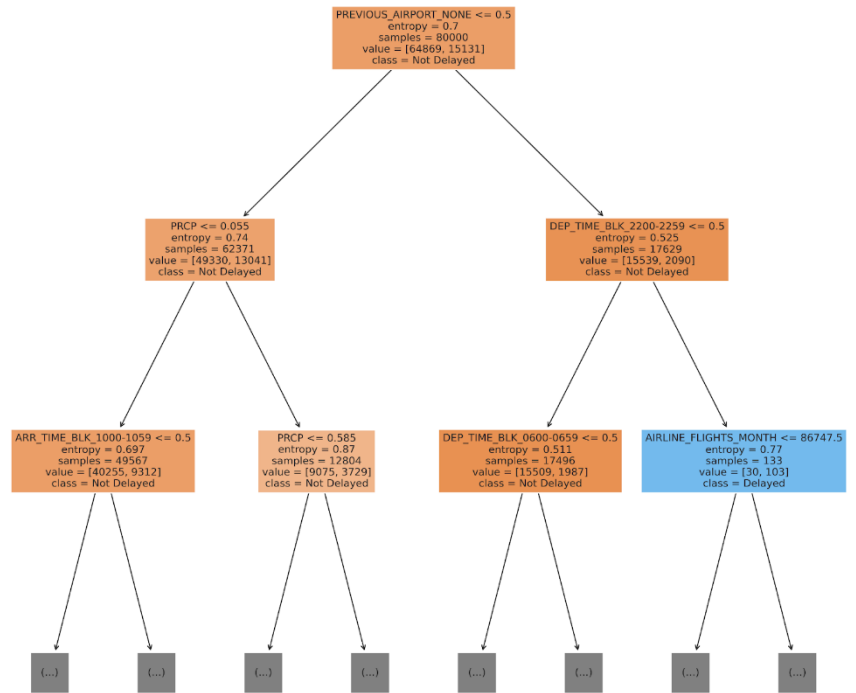 PREVIOUS_AIRPORT_NONE <= 0.5
entropy = 0.7
samples = 80000
value = [64869, 15131]
class = Not Delayed
PRCP <= 0.055
entropy = 0.74
samples = 62371
value = [49330, 13041]
class = Not Delayed
DEP_TIME_BLK_2200-2259 <= 0.5
entropy = 0.525
samples = 17629
value = [15539, 2090]
class = Not Delayed
ARR_TIME_BLK_1000-1059 <= 0.5
entropy = 0.697
samples = 49567
value = [40255, 9312]
class = Not Delayed
PRCP <= 0.585
entropy = 0.87
samples = 12804
value = [9075, 3729]
class = Not Delayed
DEP_TIME_BLK_0600-0659 <= 0.5
entropy = 0.511
samples = 17496
value = [15509, 1987]
class = Not Delayed
AIRLINE_FLIGHTS_MONTH <= 86747.5
entropy = 0.77
samples = 133
value = [30, 103]
class = Delayed
(...)
(...)
(...)
(...)
(...)
(...)
(...)
(...)